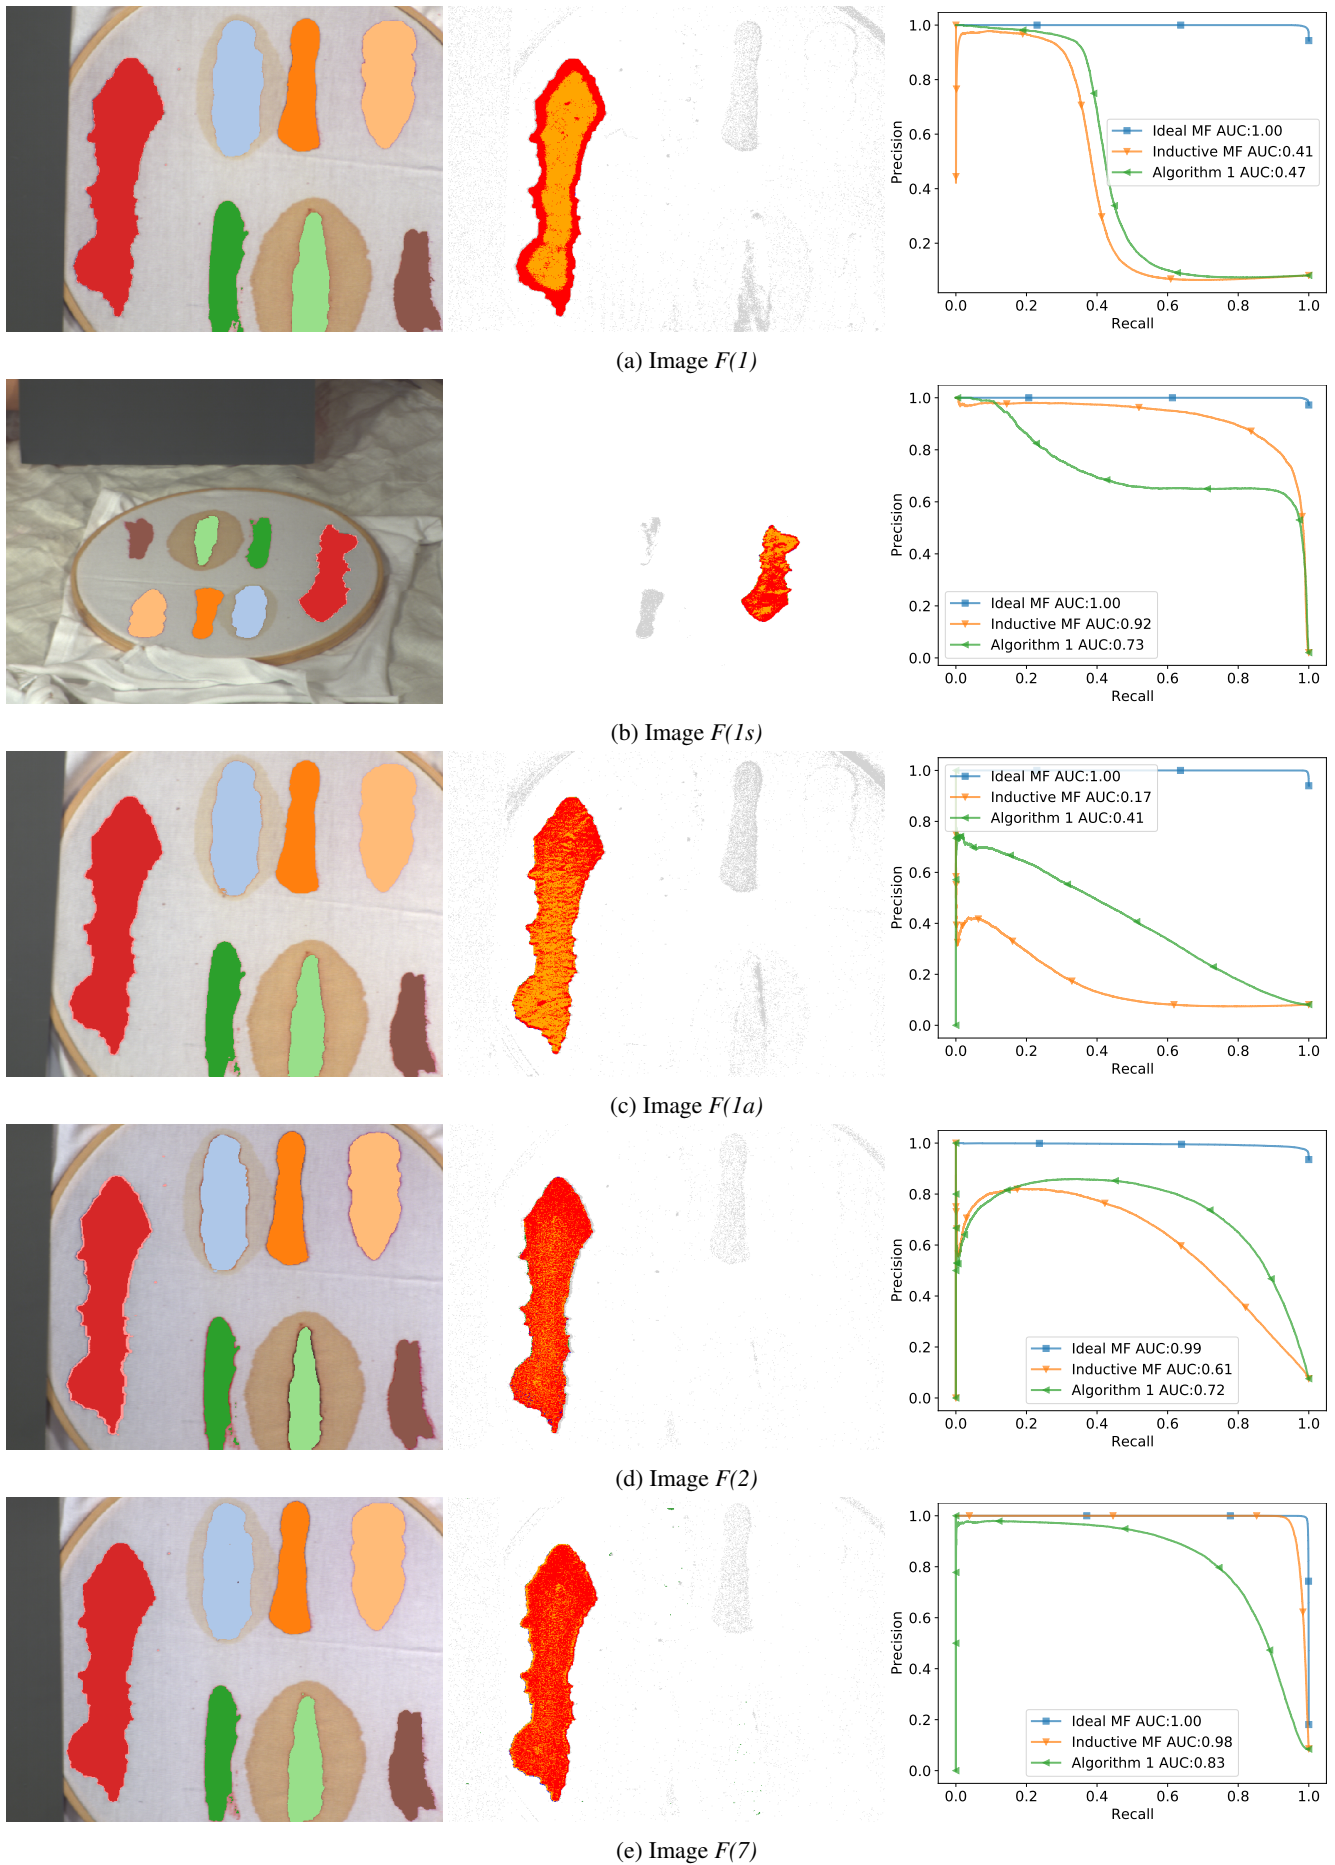 1.0
0.8
0.6
0.4
0.2
Precision
Ideal MF AUC:1.00
Inductive MF AUC:0.41
Algorithm 1 AUC:0.47
0.0 0.2 0.4 0.6 0.8 1.0
Recall
(a) Image F(1)
1.0
0.8
0.6
0.4
0.2
0.0
Precision
Ideal MF AUC:1.00
Inductive MF AUC:0.92
Algorithm 1 AUC:0.73
0.0 0.2 0.4 0.6 0.8 1.0
Recall
(b) Image F(1s)
1.0
0.8
0.6
0.4
0.2
0.0
Precision
Ideal MF AUC:1.00
Inductive MF AUC:0.17
Algorithm 1 AUC:0.41
0.0 0.2 0.4 0.6 0.8 1.0
Recall
(c) Image F(1a)
1.0
0.8
0.6
0.4
0.2
0.0
Precision
Ideal MF AUC:0.99
Inductive MF AUC:0.61
Algorithm 1 AUC:0.72
0.0 0.2 0.4 0.6 0.8 1.0
Recall
(d) Image F(2)
1.0
0.8
0.6
0.4
0.2
0.0
Precision
Ideal MF AUC:1.00
Inductive MF AUC:0.98
Algorithm 1 AUC:0.83
0.0 0.2 0.4 0.6 0.8 1.0
Recall
(e) Image F(7)